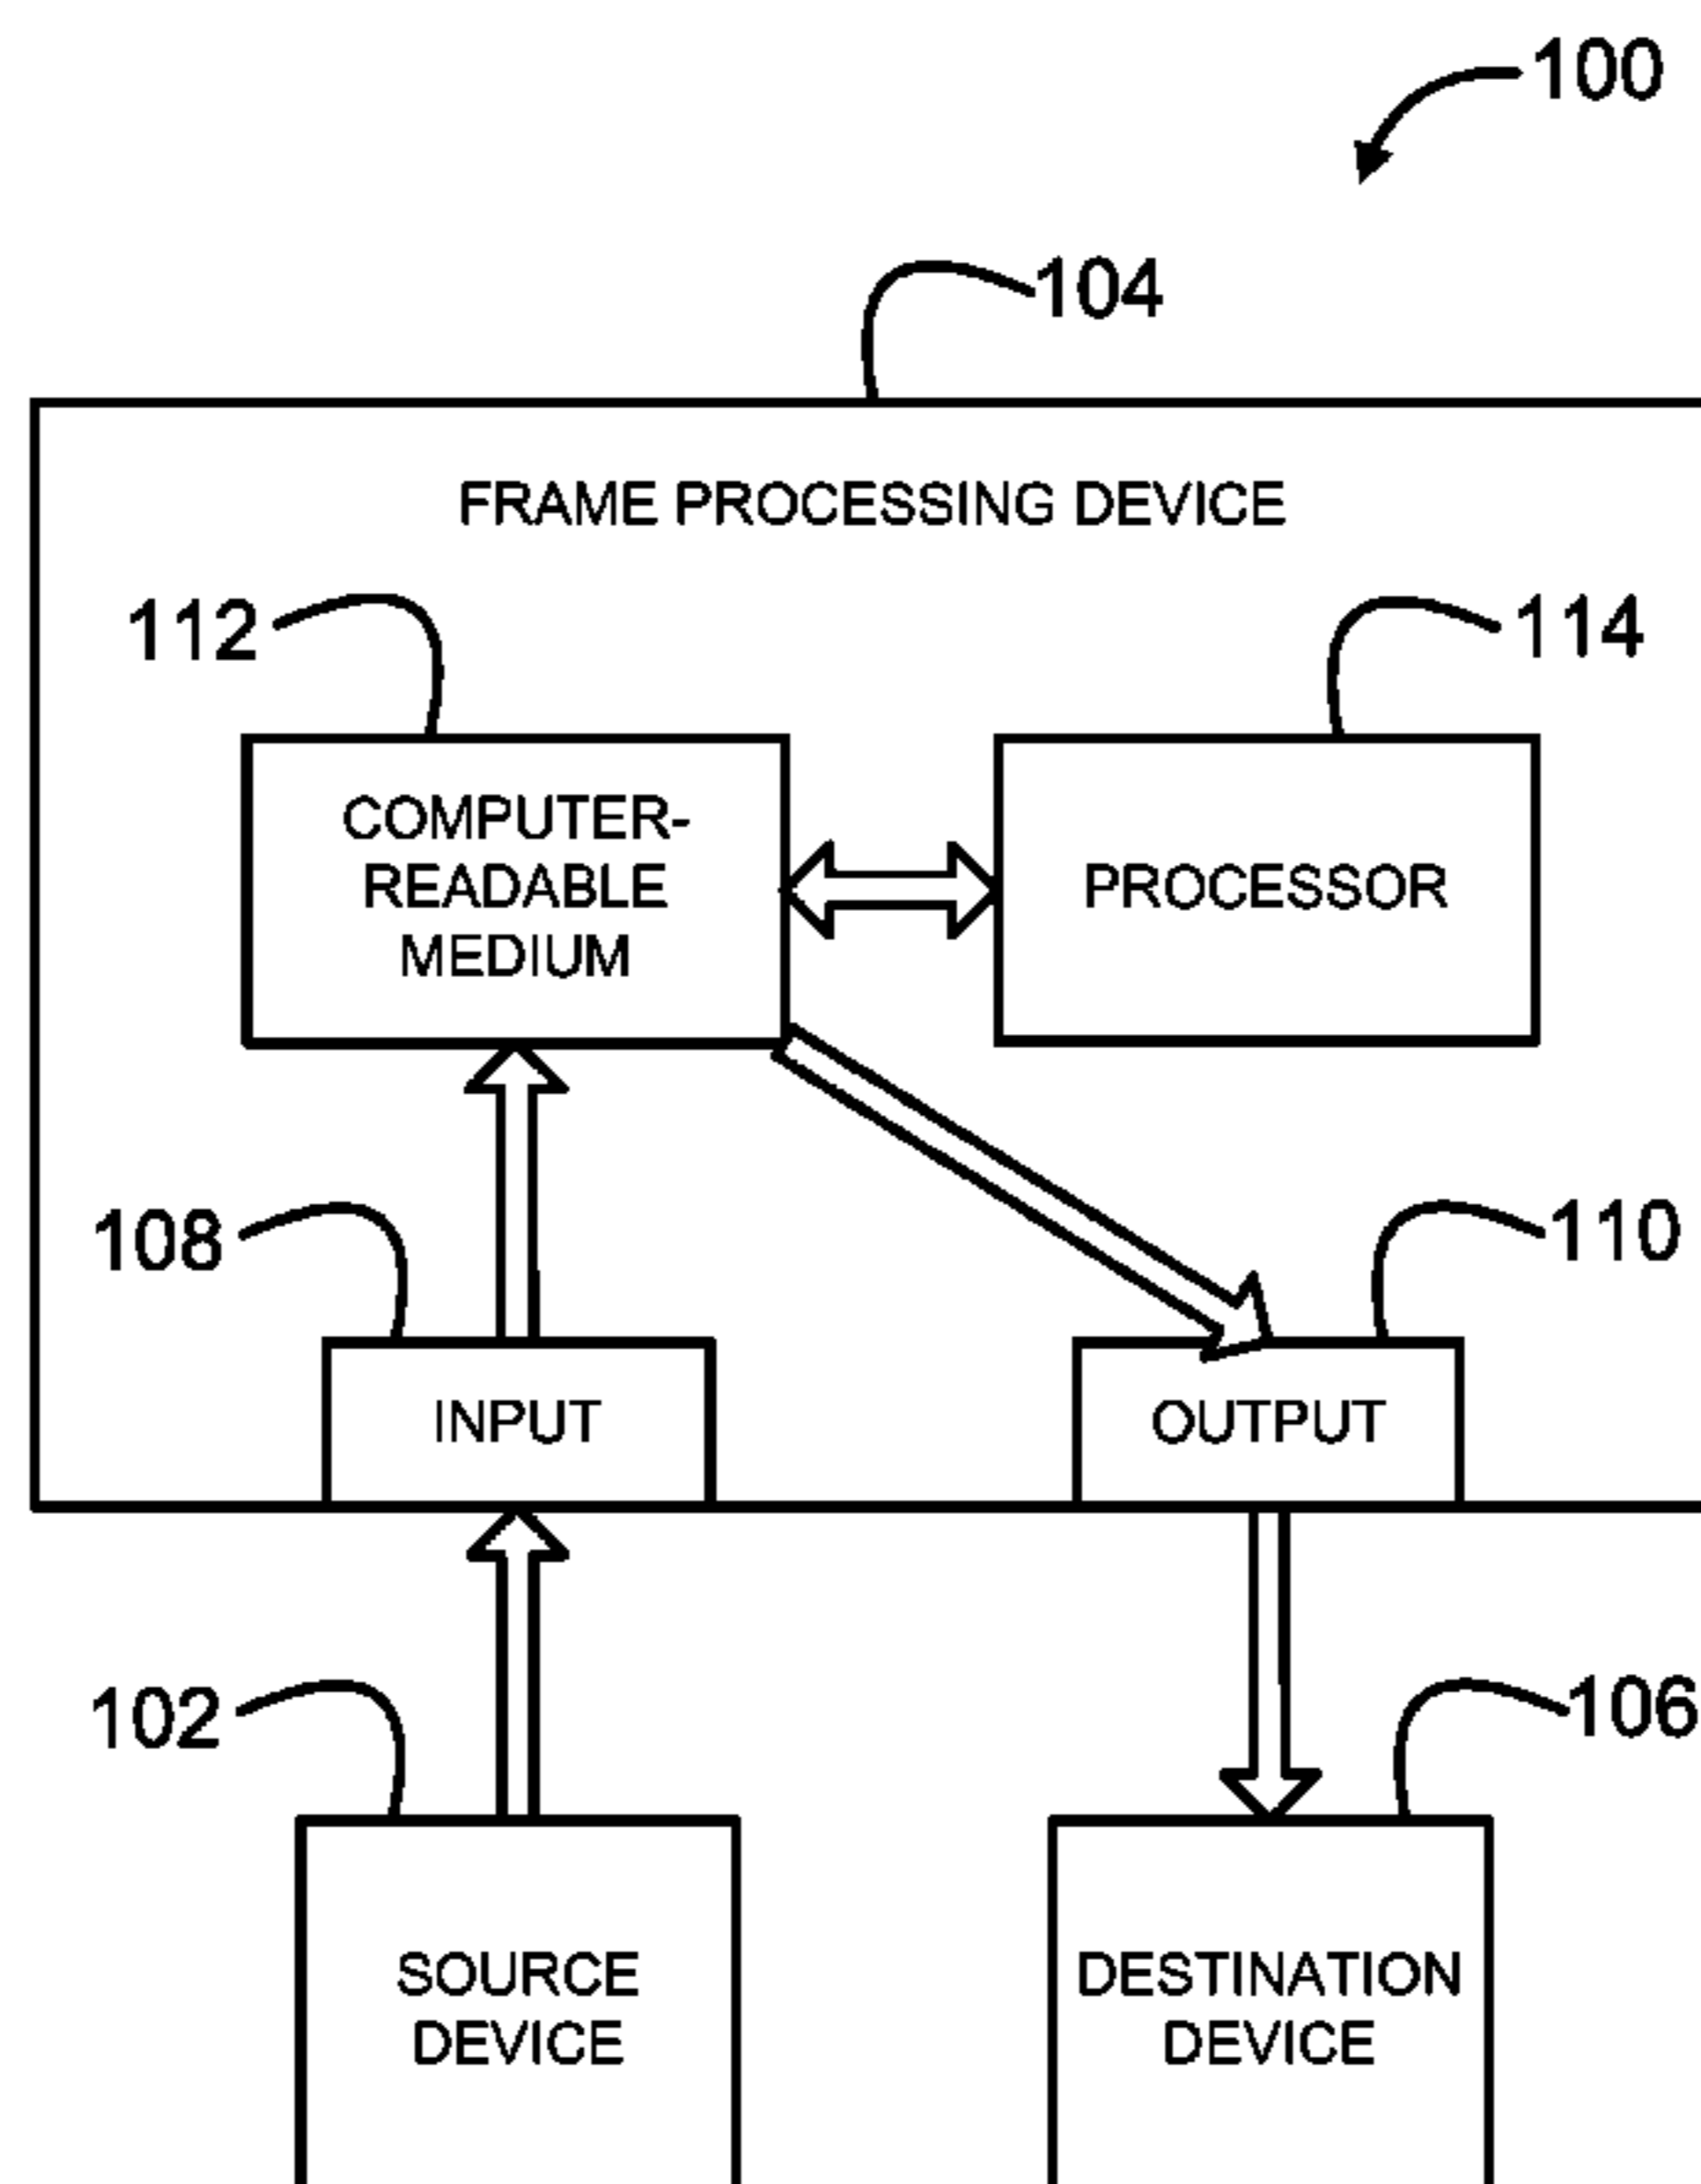 100
104
FRAME PROCESSING DEVICE
112
114
COMPUTER-
READABLE
MEDIUM
PROCESSOR
108
110
INPUT
OUTPUT
102
106
SOURCE
DEVICE
DESTINATION
DEVICE